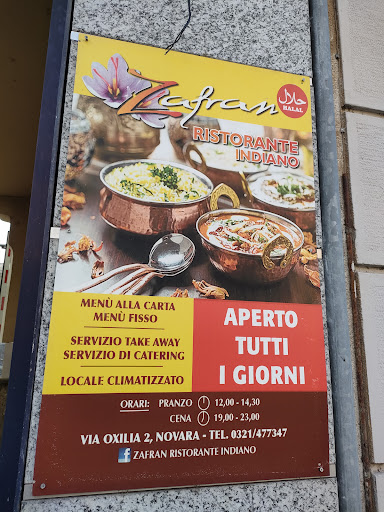 Zafran
حلال
HALAL
RISTORANTE
INDIANO
MENÙ ALLA CARTA
MENÙ FISSO
SERVIZIO TAKE AWAY
SERVIZIO DI CATERING
LOCALE CLIMATIZZATO
APERTO
TUTTI
I GIORNI
ORARI: PRANZO 12,00 - 14,30
CENA 19,00 - 23,00
VIA OXILIA 2, NOVARA - TEL. 0321/477347
f ZAFRAN RISTORANTE INDIANO